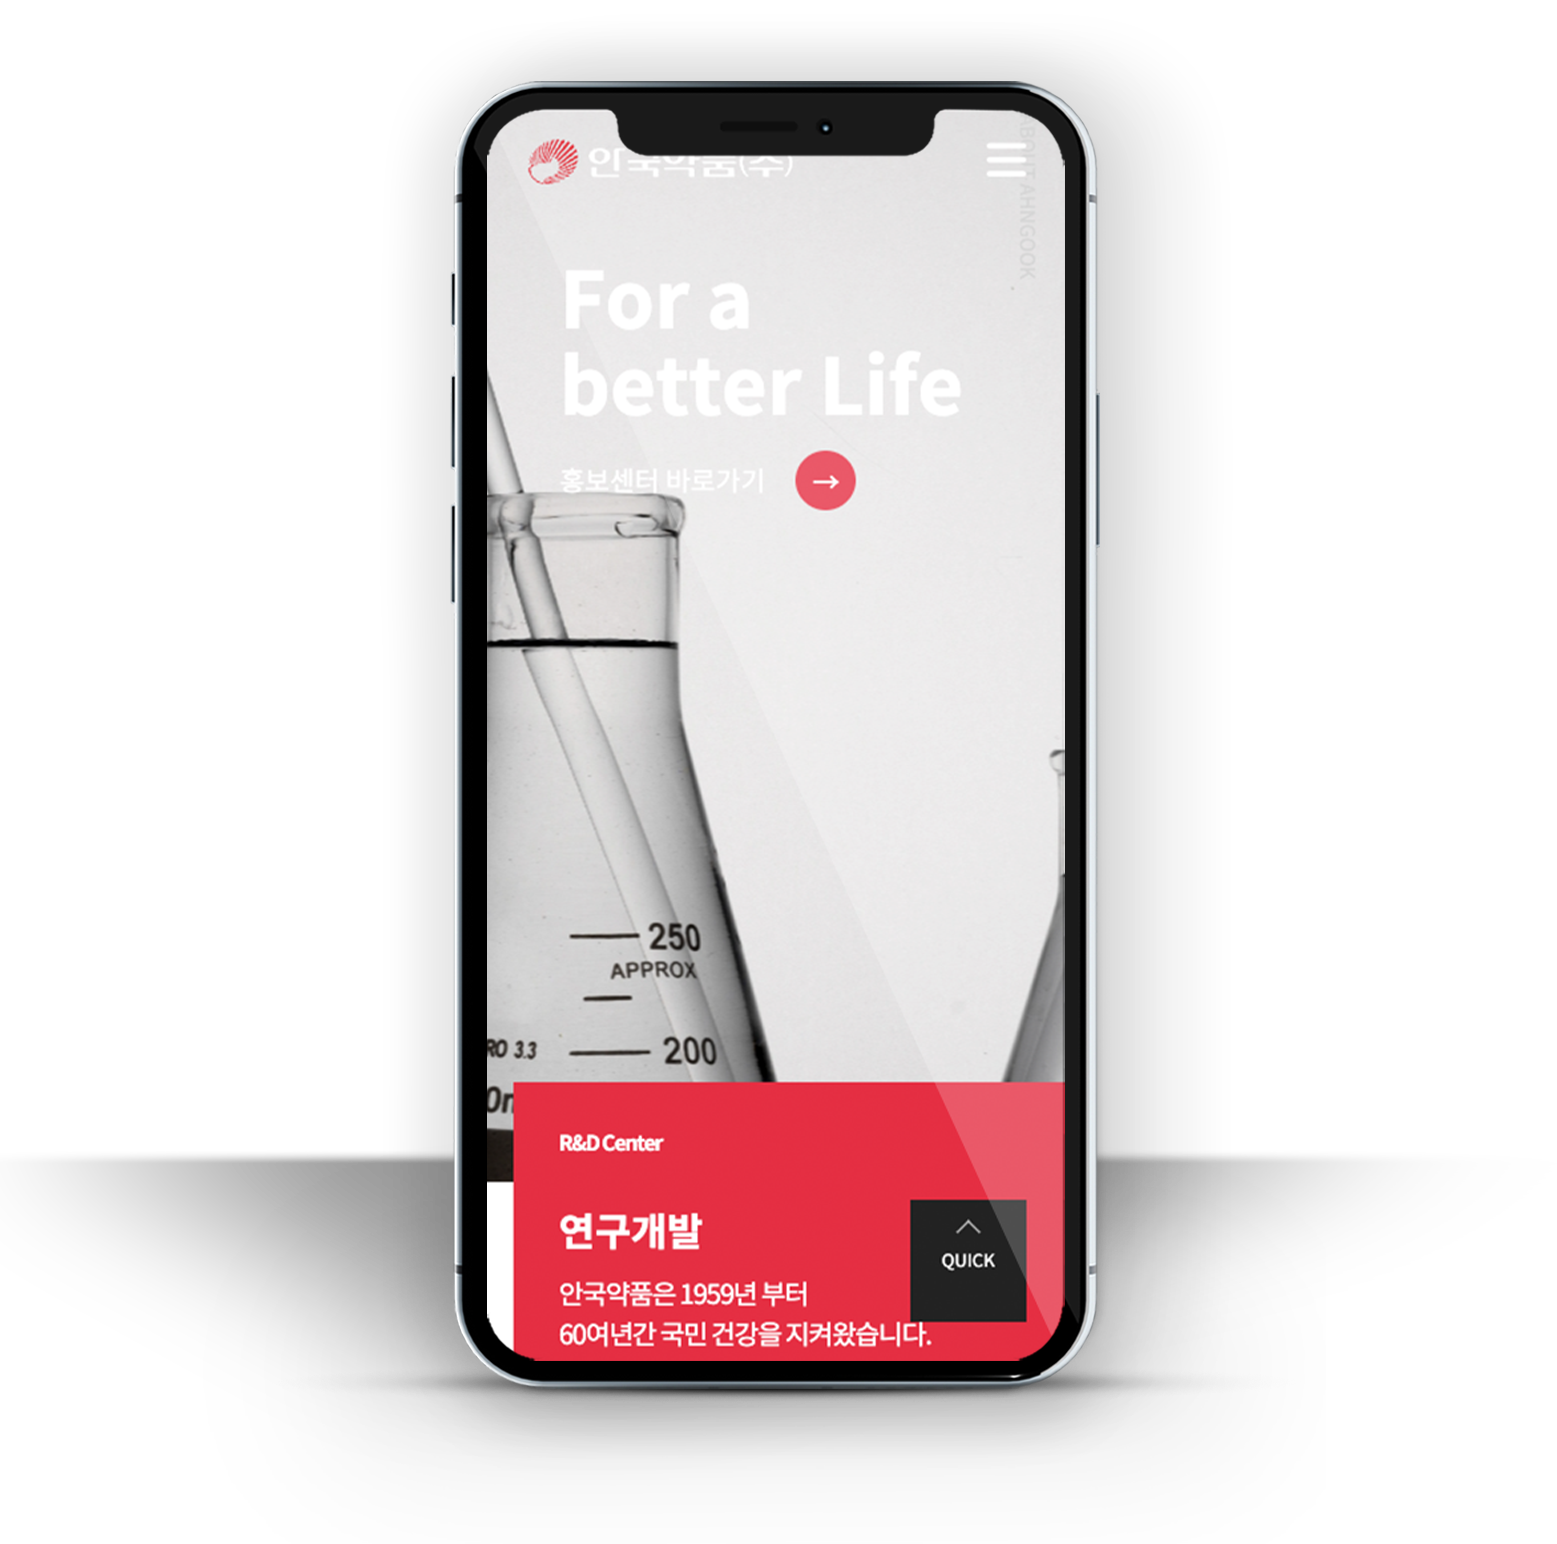 안국약품(주)
ABOUT AHNGOOK
For a
better Life
홍보센터 바로가기
250
APPROX
RO 3.3
200
R&D Center
연구개발
QUICK
안국약품은 1959년 부터
60여년간 국민 건강을 지켜왔습니다.